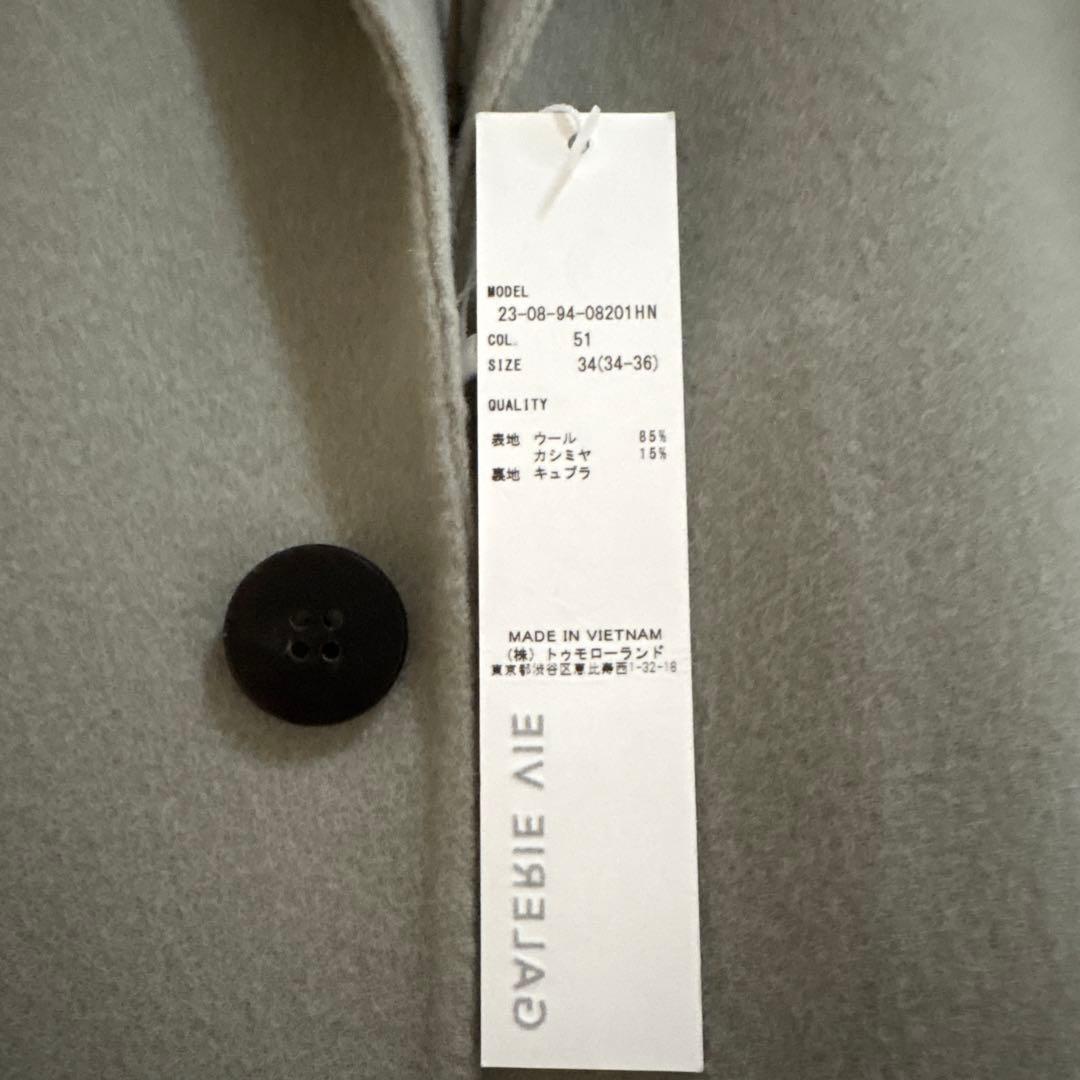 MODEL
23-08-94-08201HN
COL. 51
SIZE 34(34-36)
QUALITY
表地 ウール 85%
カシミヤ 15%
裏地 キュプラ
MADE IN VIETNAM
(株) トゥモローランド
東京都渋谷区恵比寿西1-32-18
GALERIE VIE